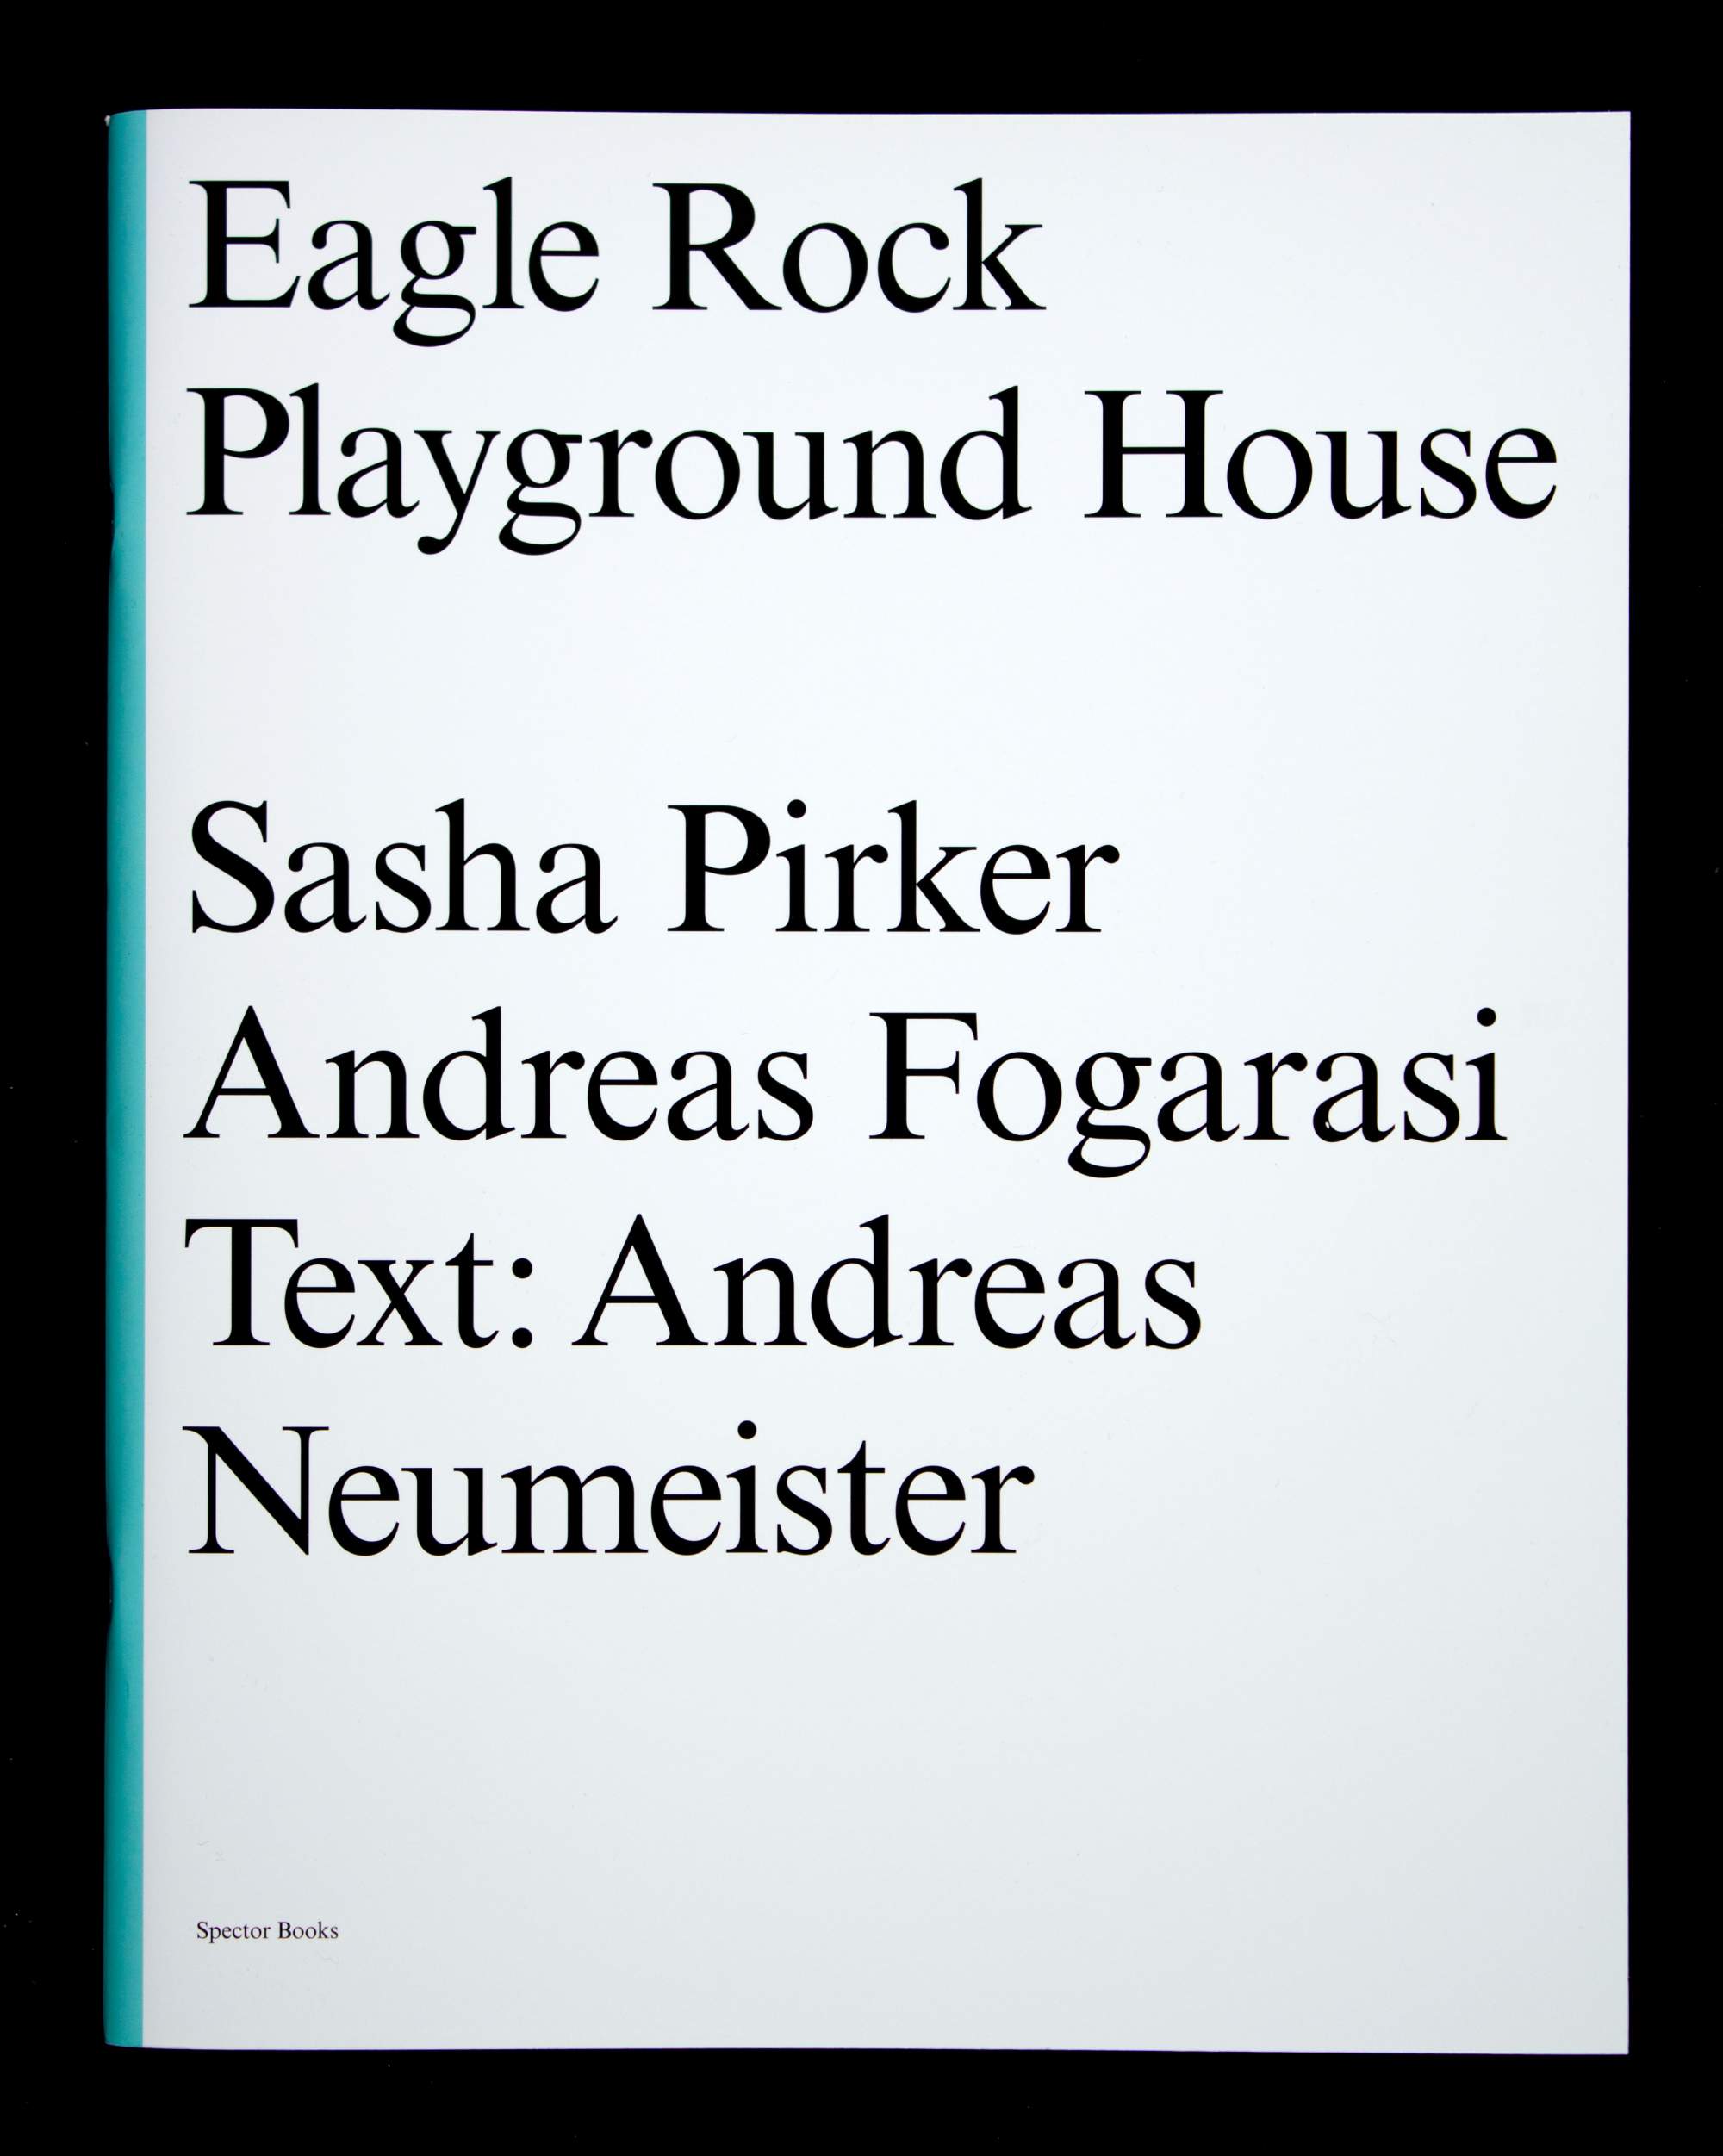 Eagle Rock
Playground House
Sasha Pirker
Andreas Fogarasi
Text: Andreas
Neumeister
Spector Books